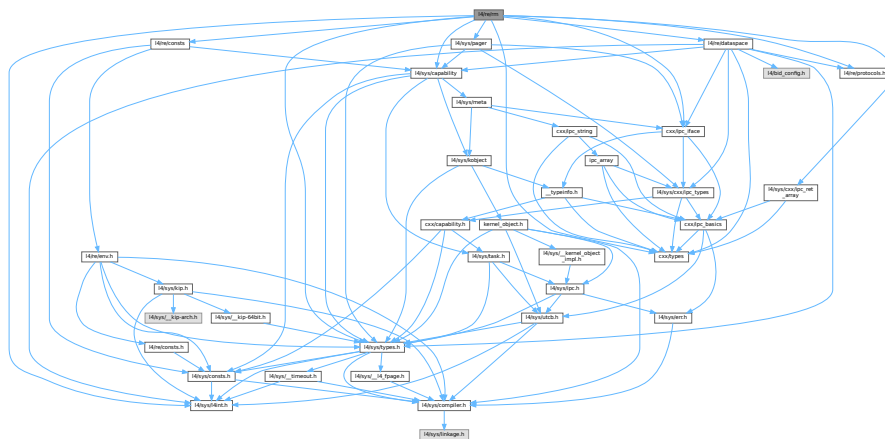 l4/re/rm
l4/re/consts
l4/sys/pager
l4/re/dataspace
l4/sys/capability
l4/bid_config.h
l4/re/protocols.h
l4/sys/meta
cxx/ipc_string
cxx/ipc_iface
l4/sys/kobject
ipc_array
__typeinfo.h
l4/sys/cxx/ipc_types
l4/sys/cxx/ipc_ret
_array
cxx/capability.h
kernel_object.h
cxx/ipc_basics
l4/re/env.h
l4/sys/task.h
l4/sys/__kernel_object
_impl.h
cxx/types
l4/sys/kip.h
l4/sys/ipc.h
l4/sys/__kip-arch.h
l4/sys/__kip-64bit.h
l4/sys/utcb.h
l4/sys/err.h
l4/re/consts.h
l4/sys/types.h
l4/sys/consts.h
l4/sys/__timeout.h
l4/sys/__l4_fpage.h
l4/sys/l4int.h
l4/sys/compiler.h
l4/sys/linkage.h